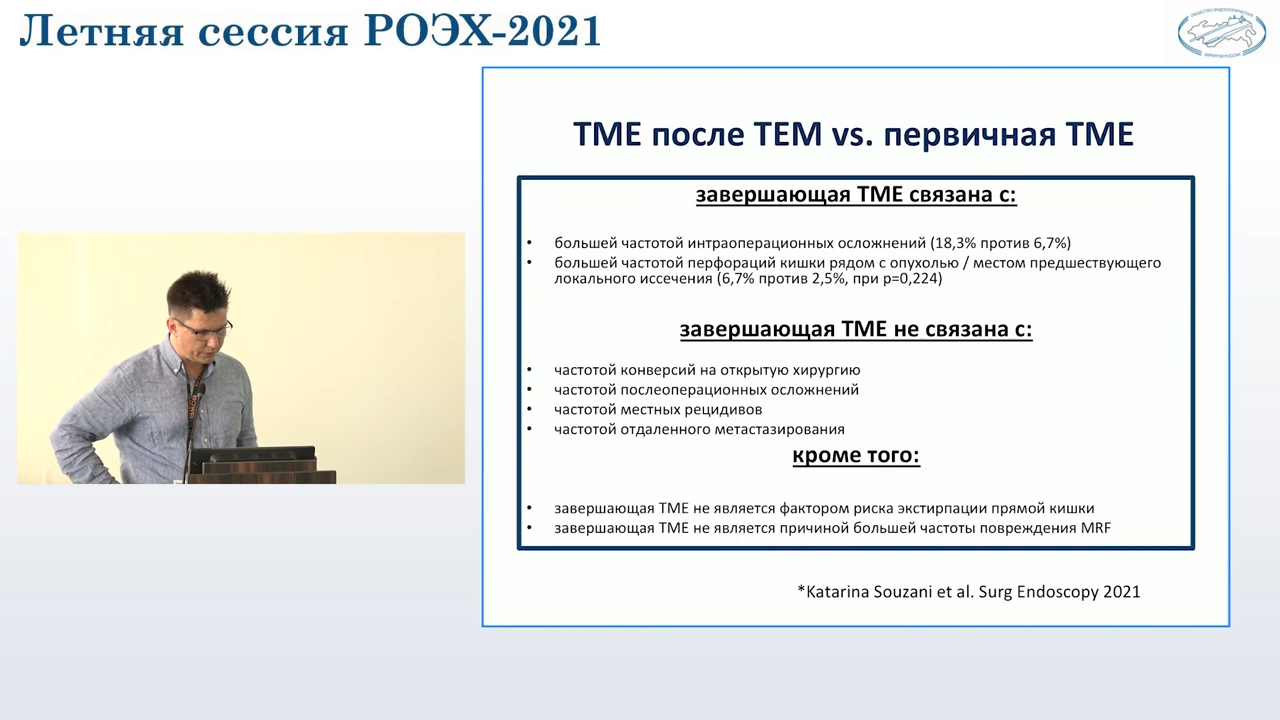 Летняя сессия РОЭХ-2021
ТМЕ после ТЕМ vs. первичная ТМЕ
завершающая ТМЕ связана с:
• большей частотой интраоперационных осложнений (18,3% против 6,7%)
• большей частотой перфораций кишки рядом с опухолью / местом предшествующего
локального иссечения (6,7% против 2,5%, при p=0,224)
завершающая ТМЕ не связана с:
• частотой конверсий на открытую хирургию
• частотой послеоперационных осложнений
• частотой местных рецидивов
• частотой отдаленного метастазирования
кроме того:
• завершающая ТМЕ не является фактором риска экстирпации прямой кишки
• завершающая ТМЕ не является причиной большей частоты повреждения MRF
*Katarina Souzani et al. Surg Endoscopy 2021